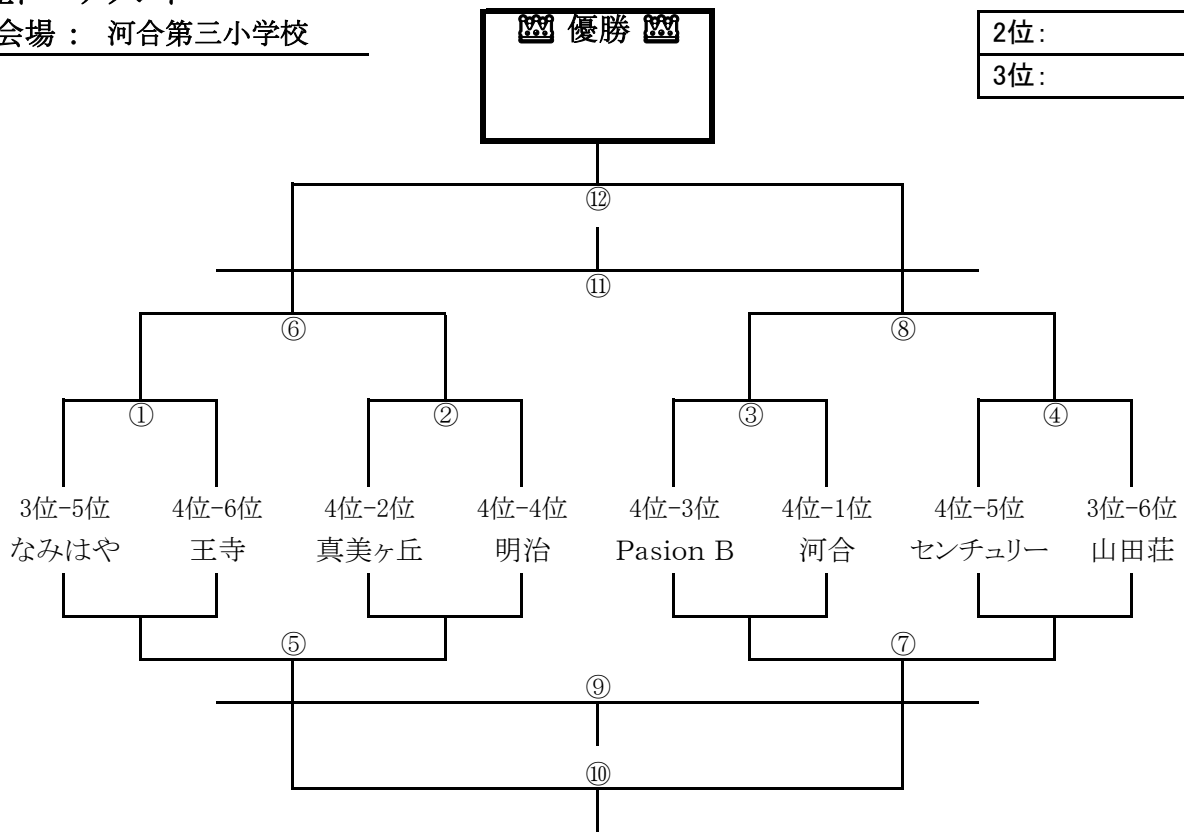 会場 : 河合第三小学校
優勝
2位:
3位:
⑫
⑪
⑥ ⑧
① ② ③ ④
3位-5位 4位-6位 4位-2位 4位-4位 4位-3位 4位-1位 4位-5位 3位-6位
なみはや 王寺 真美ヶ丘 明治 Pasion B 河合 センチュリー 山田荘
⑤ ⑦
⑨
⑩